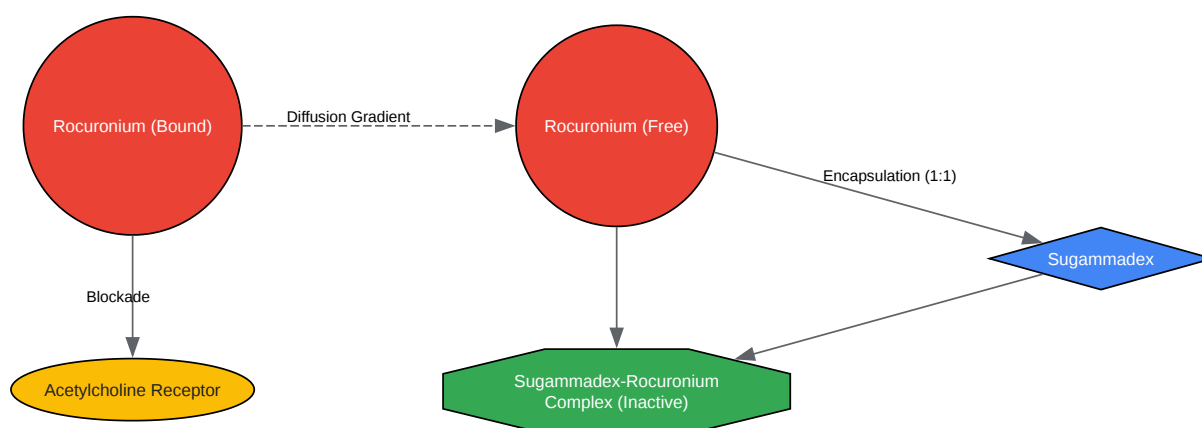 Rocuronium (Bound)
Diffusion Gradient
Rocuronium (Free)
Encapsulation (1:1)
Sugammadex
Blockade
Acetylcholine Receptor
Sugammadex-Rocuronium
Complex (Inactive)